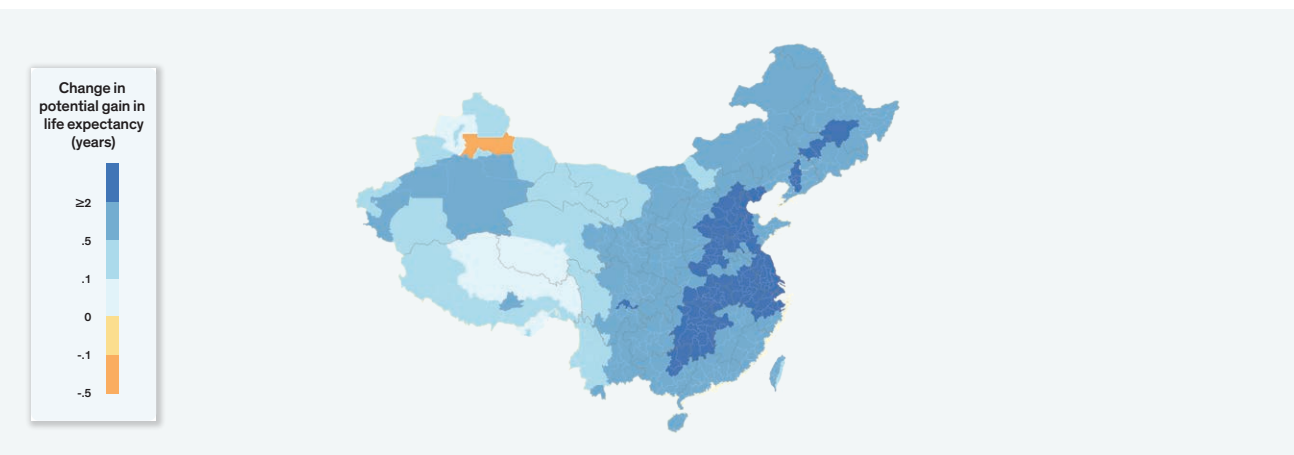 Change in
potential gain in
life expectancy
(years)
≥2
.5
.1
0
-.1
-.5